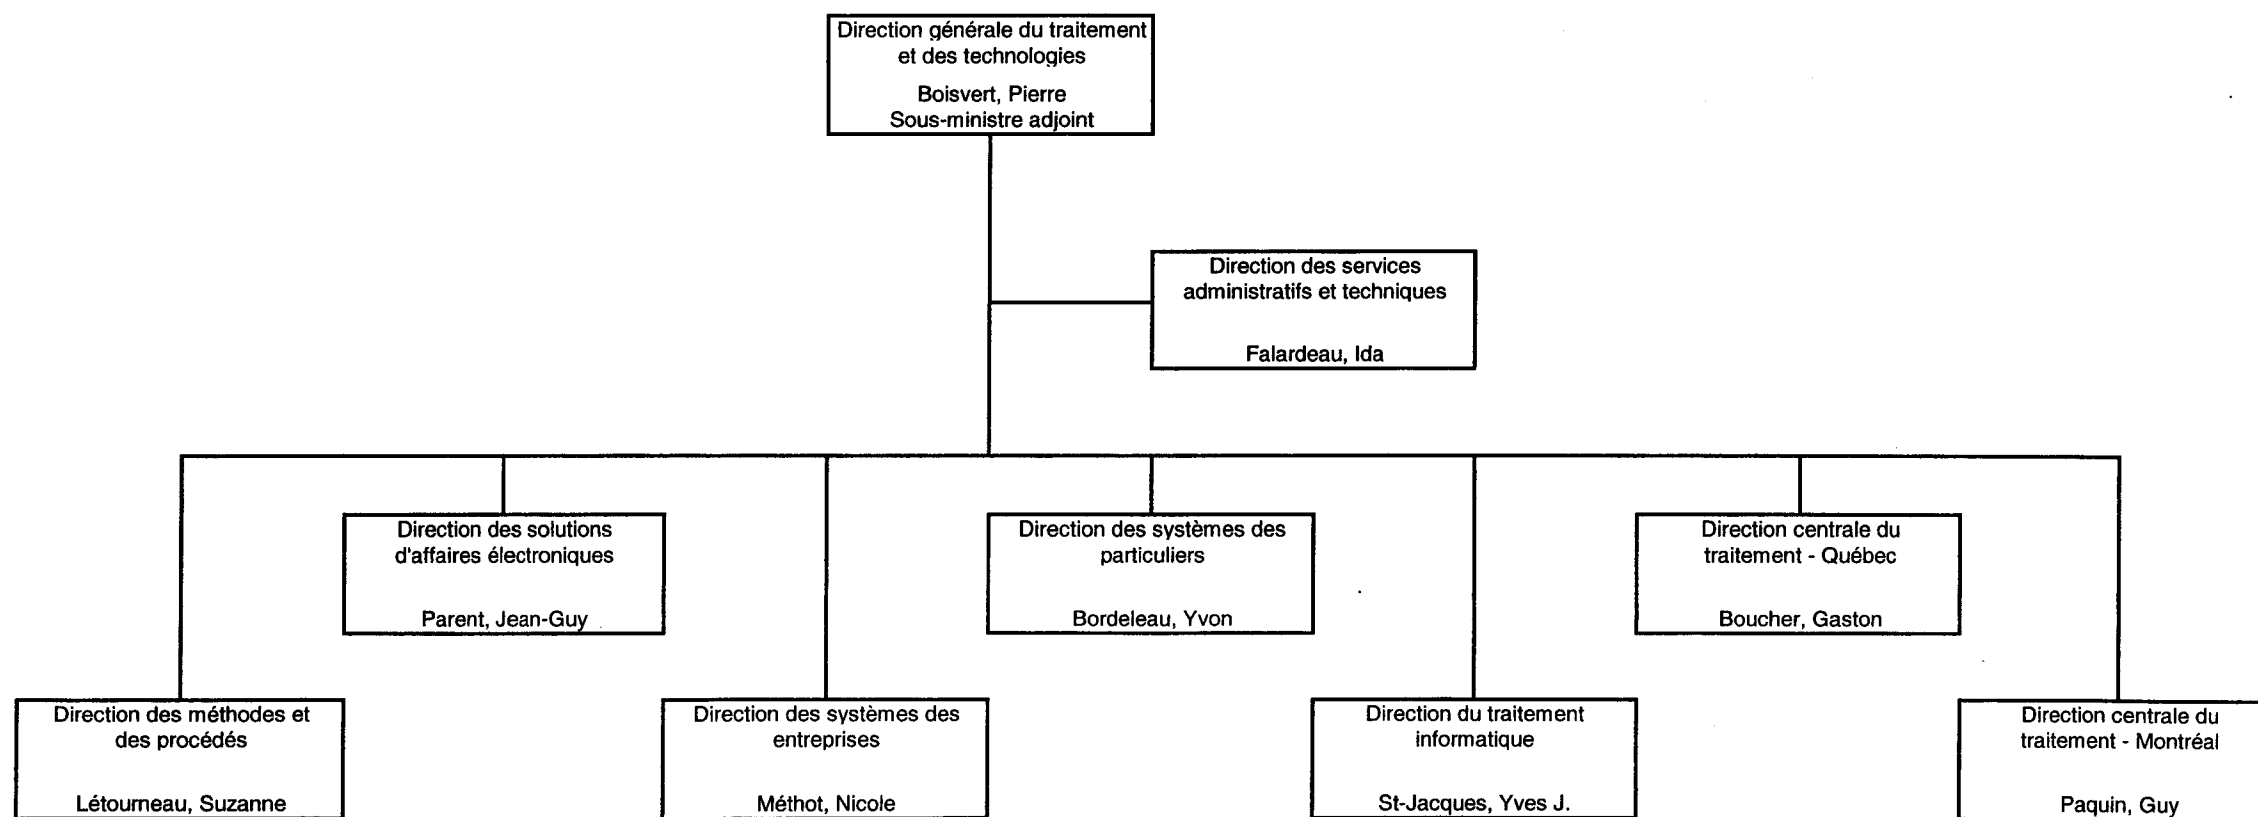 Direction générale du traitement
et des technologies
Boisvert, Pierre
Sous-ministre adjoint
Direction des services
administratifs et techniques
Falardeau, Ida
Direction des solutions
d'affaires électroniques
Parent, Jean-Guy
Direction des systèmes des
particuliers
Bordeleau, Yvon
Direction centrale du
traitement - Québec
Boucher, Gaston
Direction des méthodes et
des procédés
Létourneau, Suzanne
Direction des systèmes des
entreprises
Méthot, Nicole
Direction du traitement
informatique
St-Jacques, Yves J.
Direction centrale du
traitement - Montréal
Paquin, Guy